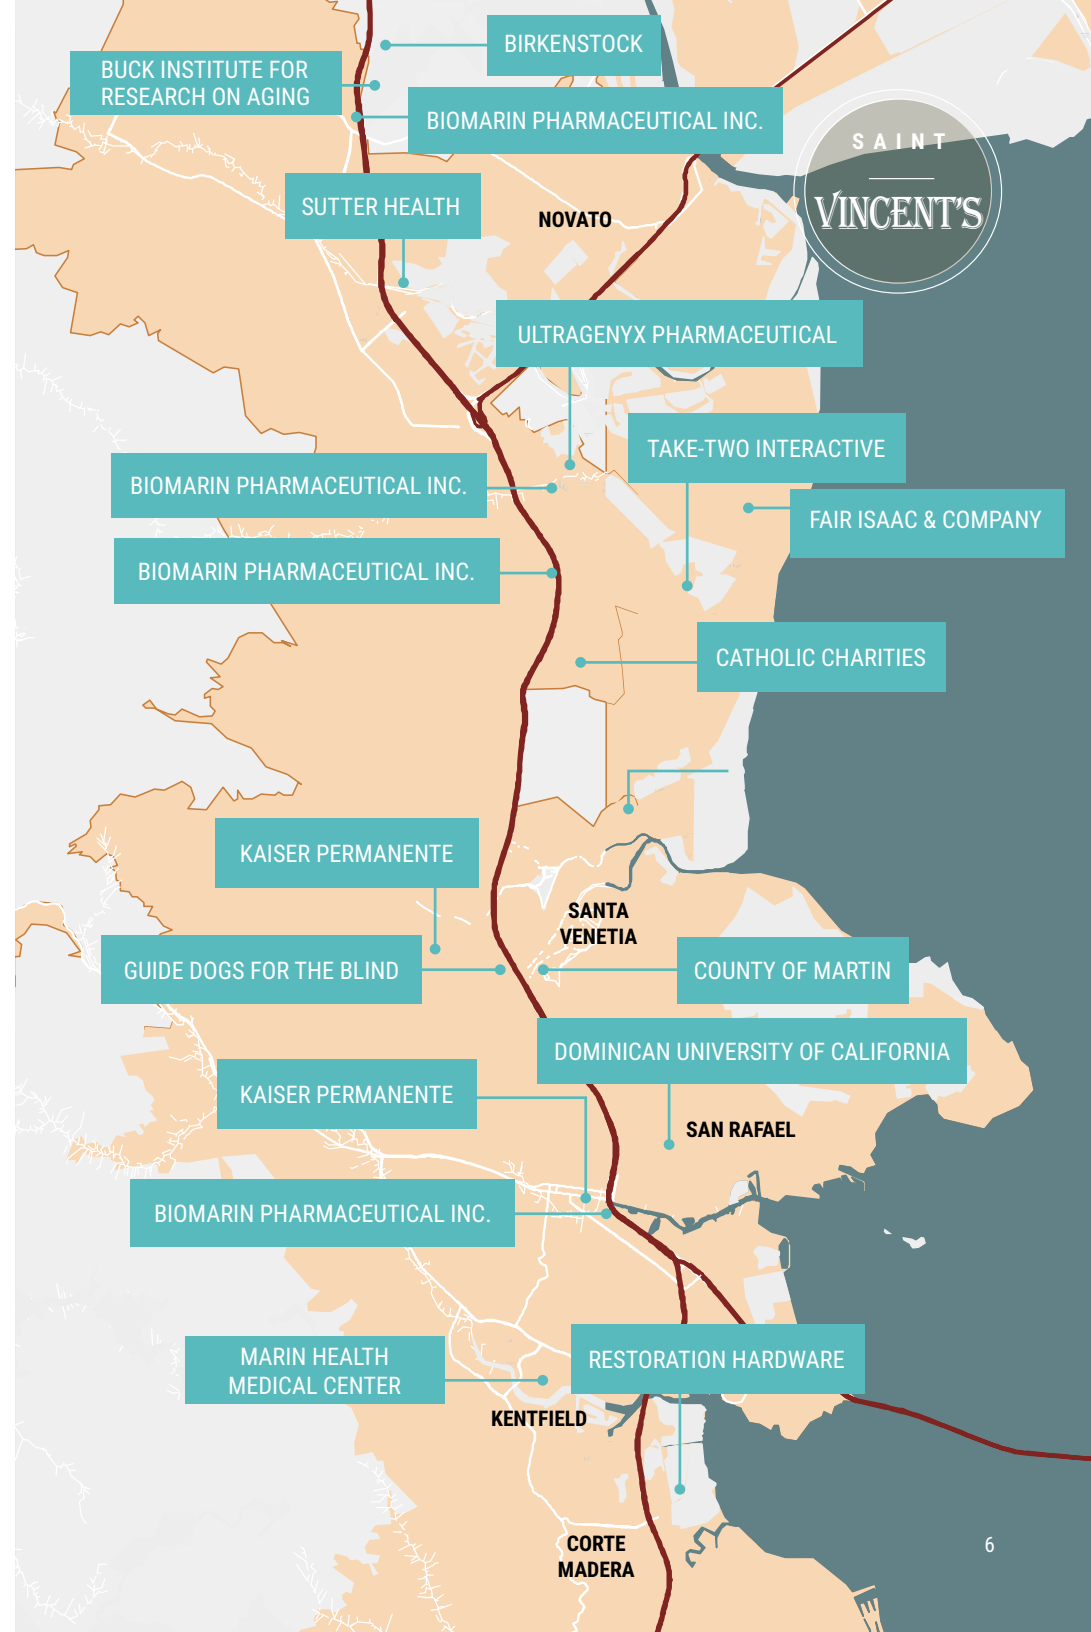 BIRKENSTOCK
BUCK INSTITUTE FOR
RESEARCH ON AGING
BIOMARIN PHARMACEUTICAL INC.
SAINT
VINCENT'S
SUTTER HEALTH
NOVATO
ULTRAGENYX PHARMACEUTICAL
TAKE-TWO INTERACTIVE
BIOMARIN PHARMACEUTICAL INC.
FAIR ISAAC & COMPANY
BIOMARIN PHARMACEUTICAL INC.
CATHOLIC CHARITIES
KAISER PERMANENTE
SANTA
VENETIA
GUIDE DOGS FOR THE BLIND
COUNTY OF MARTIN
DOMINICAN UNIVERSITY OF CALIFORNIA
KAISER PERMANENTE
SAN RAFAEL
BIOMARIN PHARMACEUTICAL INC.
MARIN HEALTH
MEDICAL CENTER
RESTORATION HARDWARE
KENTFIELD
CORTE
MADERA
6